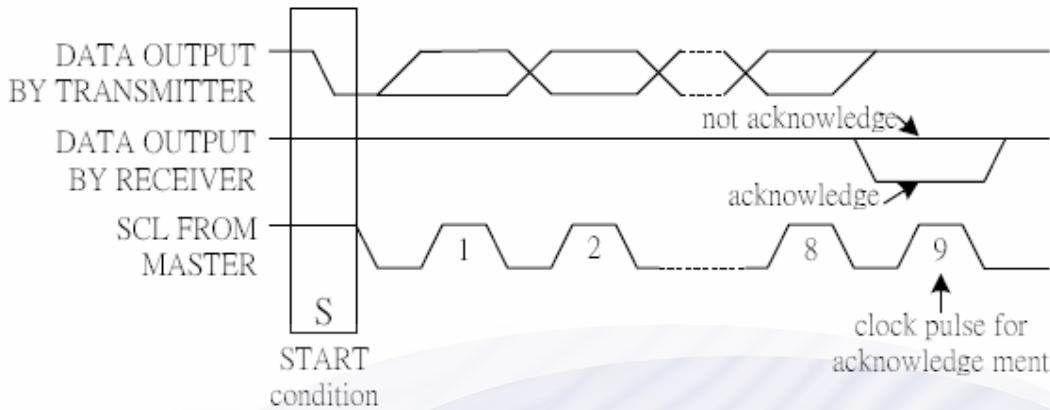 DATA OUTPUT
BY TRANSMITTER
not acknowledge
DATA OUTPUT
BY RECEIVER
acknowledge
SCL FROM
MASTER
1
2
8
9
S
START
condition
clock pulse for
acknowledge ment